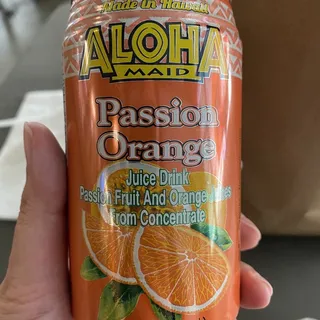 Made In Hawaii
ALOHA
MAID
Passion
Orange
Juice Drink
Passion Fruit And Orange Juices
From Concentrate